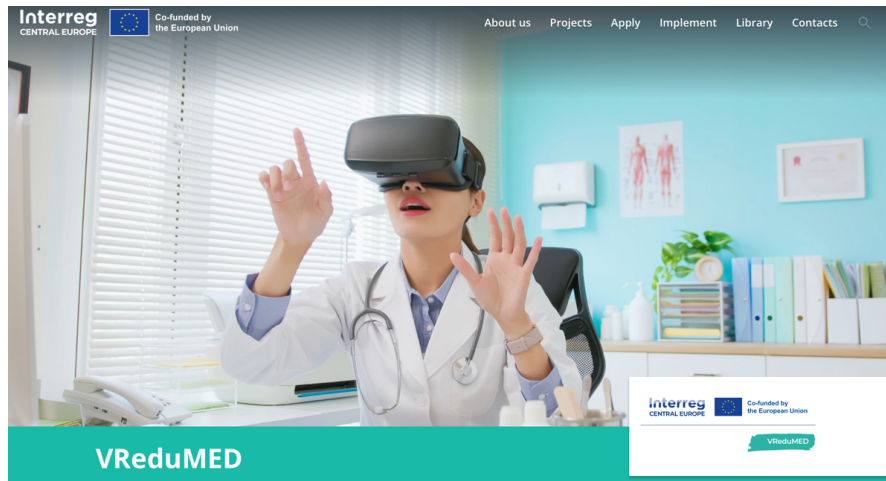 Interreg
CENTRAL EUROPE
Co-funded by
the European Union
About us Projects Apply Implement Library Contacts
Interreg
CENTRAL EUROPE
Co-funded by
the European Union
VReduMED
VReduMED